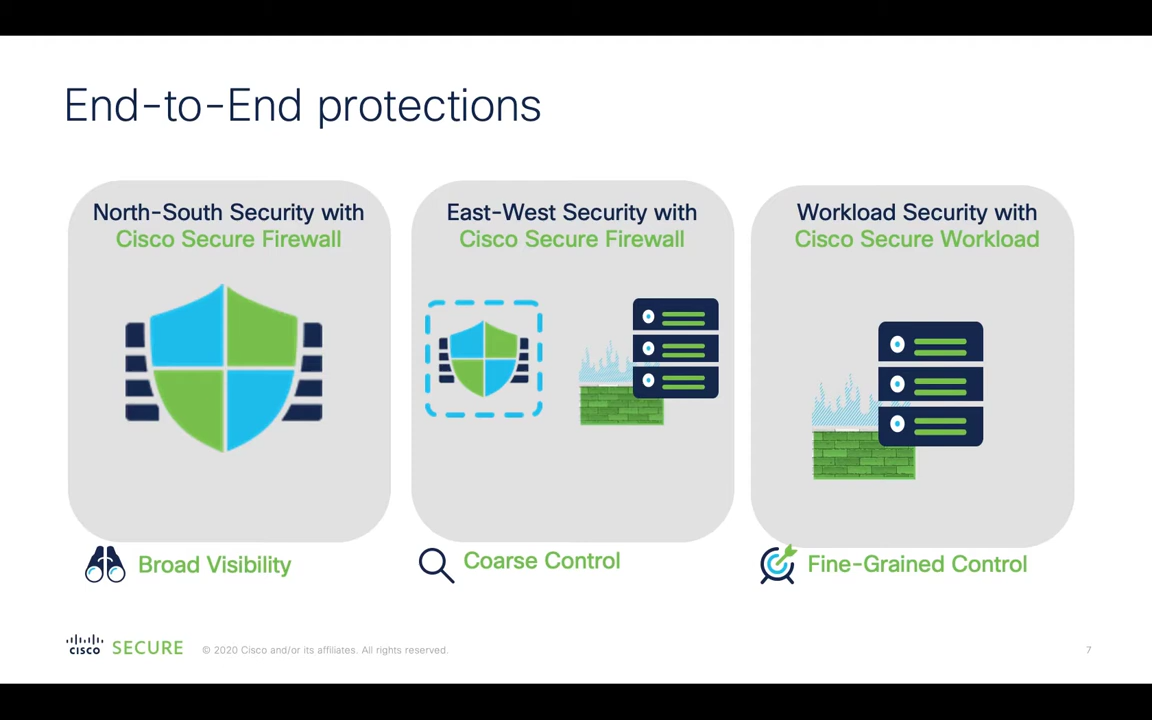 End-to-End protections
North-South Security with
Cisco Secure Firewall
East-West Security with
Cisco Secure Firewall
Workload Security with
Cisco Secure Workload
Broad Visibility
Coarse Control
Fine-Grained Control
CISCO SECURE
© 2020 Cisco and/or its affiliates. All rights reserved.
7